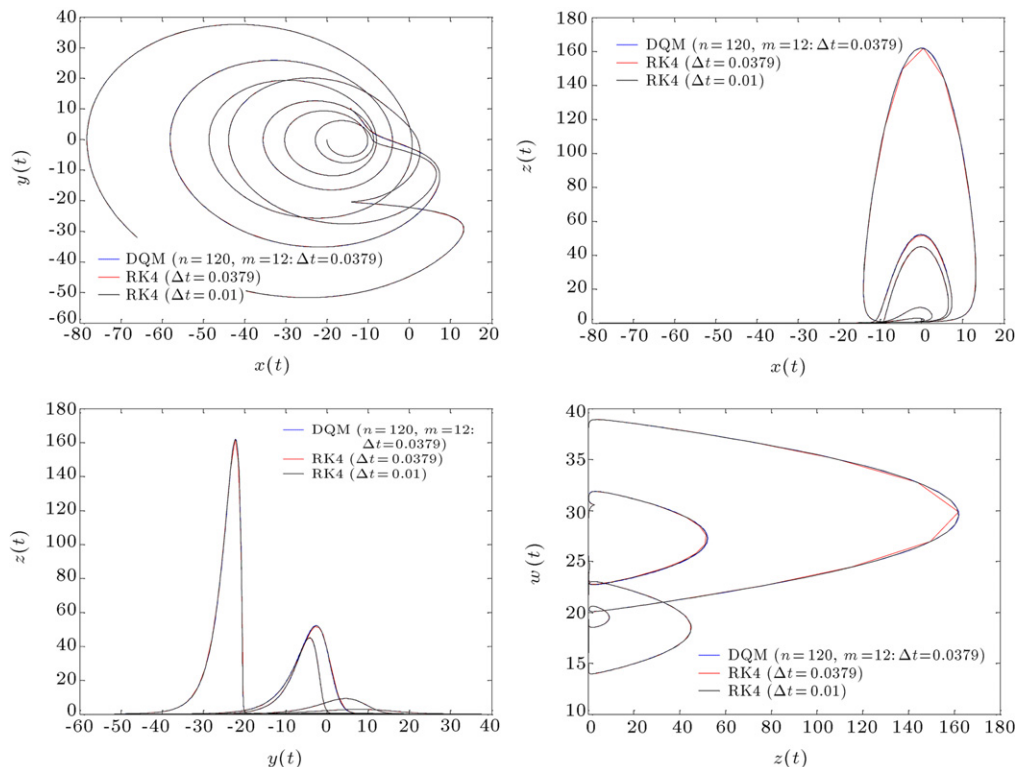 40
30
20
10
0
-10
-20
-30
-40
-50
-60
y(t)
DQM (n=120, m=12: Δt=0.0379)
RK4 (Δt=0.0379)
RK4 (Δt=0.01)
-80 -70 -60 -50 -40 -30 -20 -10 0 10 20
x(t)
180
160
140
120
100
80
60
40
20
0
z(t)
DQM (n=120, m=12: Δt=0.0379)
RK4 (Δt=0.0379)
RK4 (Δt=0.01)
-80 -70 -60 -50 -40 -30 -20 -10 0 10 20
x(t)
180
160
140
120
100
80
60
40
20
0
z(t)
DQM (n=120, m=12:
Δt=0.0379)
RK4 (Δt=0.0379)
RK4 (Δt=0.01)
-60 -50 -40 -30 -20 -10 0 10 20 30 40
y(t)
40
35
30
25
20
15
10
w(t)
DQM (n=120, m=12: Δt=0.0379)
RK4 (Δt=0.0379)
RK4 (Δt=0.01)
0 20 40 60 80 100 120 140 160 180
z(t)